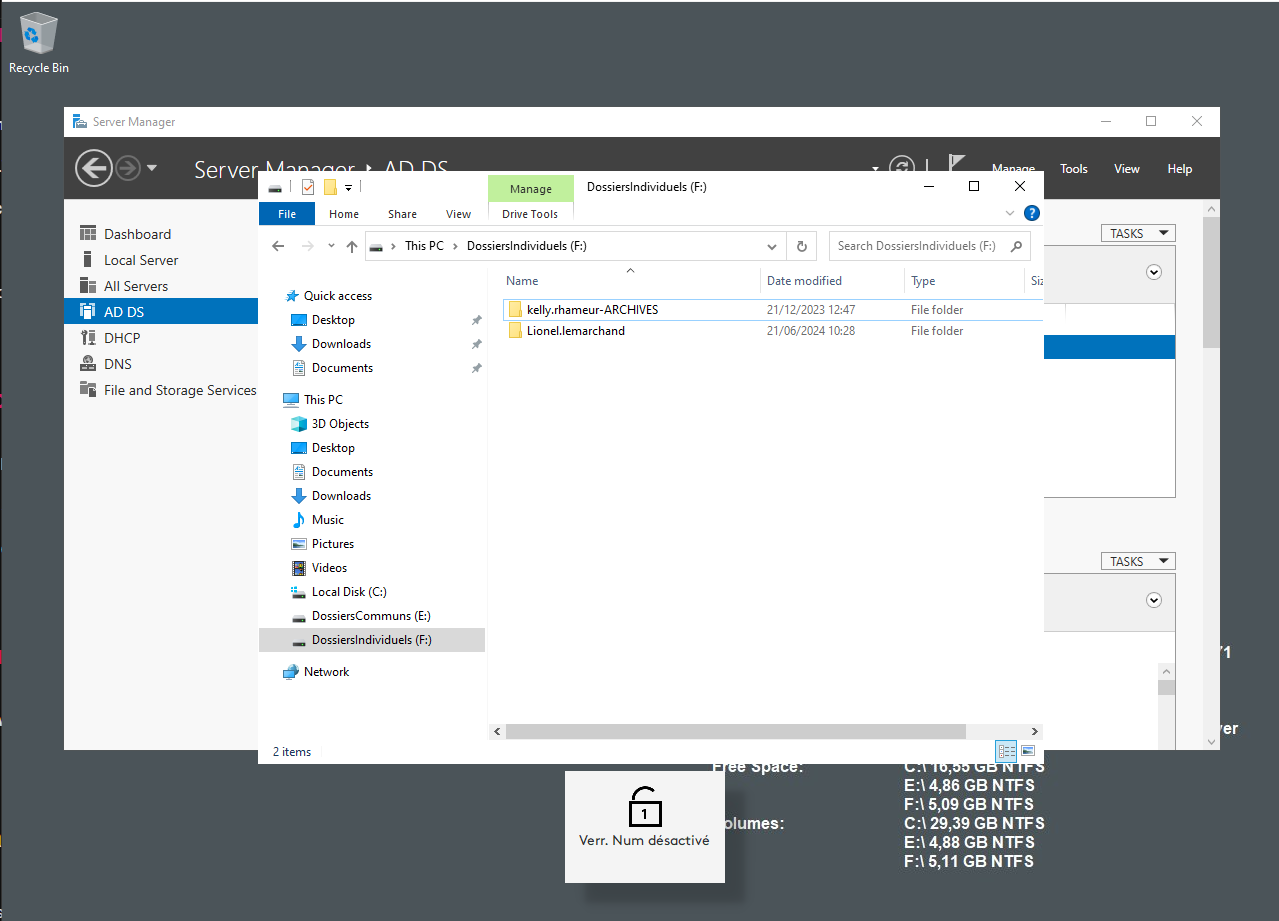 Recycle Bin
Server Manager
Server Manager AD DS
Manage Tools View Help
Dashboard
Local Server
All Servers
AD DS
DHCP
DNS
File and Storage Services
TASKS
TASKS
Manage
DossiersIndividuels (F:)
File Home Share View Drive Tools
This PC DossiersIndividuels (F:)
Search DossiersIndividuels (F:)
Quick access
Desktop
Downloads
Documents
This PC
3D Objects
Desktop
Documents
Downloads
Music
Pictures
Videos
Local Disk (C:)
DossiersCommuns (E:)
DossiersIndividuels (F:)
Network
Name Date modified Type
kelly.rhameur-ARCHIVES 21/12/2023 12:47 File folder
Lionel.lemarchand 21/06/2024 10:28 File folder
2 items
71
ver
Free Space: C:\ 16,55 GB NTFS
E:\ 4,86 GB NTFS
F:\ 5,09 GB NTFS
olumes: C:\ 29,39 GB NTFS
E:\ 4,88 GB NTFS
F:\ 5,11 GB NTFS
1
Verr. Num désactivé